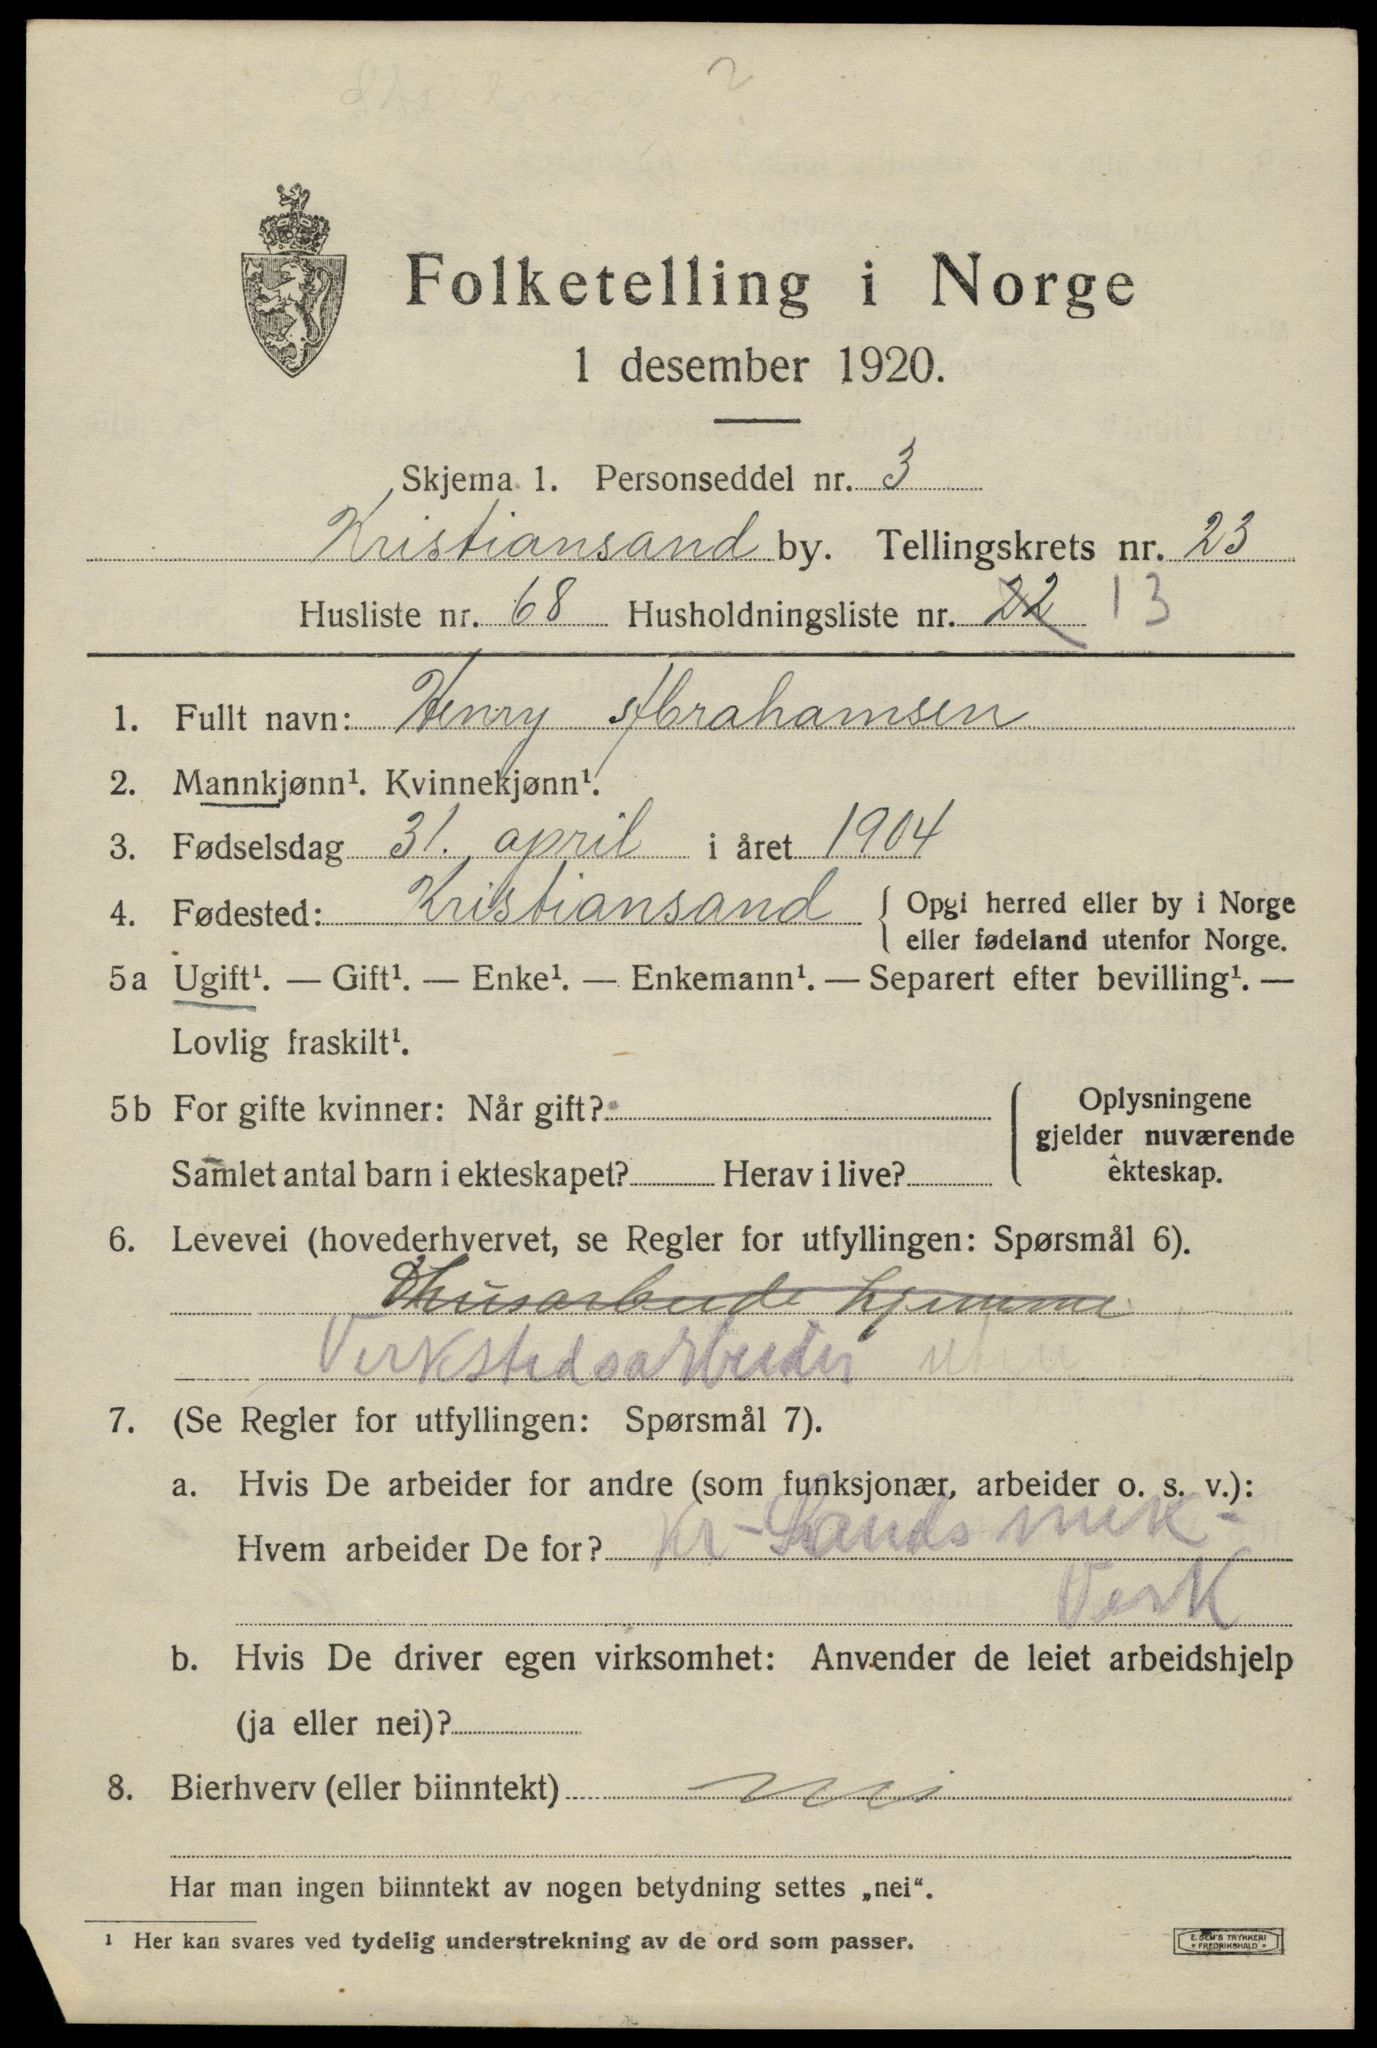 2
Folketelling i Norge
1 desember 1920.
Skjema 1. Personseddel nr. 3
Kristiansand by. Tellingskrets nr. 23
Husliste nr. 68 Husholdningsliste nr. 22 13
1. Fullt navn: Henry Abrahamsen
2. Mannkjønn¹. Kvinnekjønn¹.
3. Fødselsdag 31. april i året 1904
4. Fødested: Kristiansand { Opgi herred eller by i Norge
eller fødeland utenfor Norge.
5a Ugift¹. — Gift¹. — Enke¹. — Enkemann¹. — Separert efter bevilling¹. —
Lovlig fraskilt¹.
5b For gifte kvinner: Når gift? { Oplysningene
gjelder nuværende
Samlet antal barn i ekteskapet? Herav i live? ekteskap.
6. Levevei (hovederhvervet, se Regler for utfyllingen: Spørsmål 6).
husarbeide hjemme
Verkstedsarbeider
7. (Se Regler for utfyllingen: Spørsmål 7).
a. Hvis De arbeider for andre (som funksjonær, arbeider o. s. v.):
Hvem arbeider De for? Kr-Sands mek-
Verk
b. Hvis De driver egen virksomhet: Anvender de leiet arbeidshjelp
(ja eller nei)?
8. Bierhverv (eller biinntekt) nei
Har man ingen biinntekt av nogen betydning settes „nei“.
¹ Her kan svares ved tydelig understrekning av de ord som passer.
E. SEM'S TRYKKERI
FREDRIKSHALD